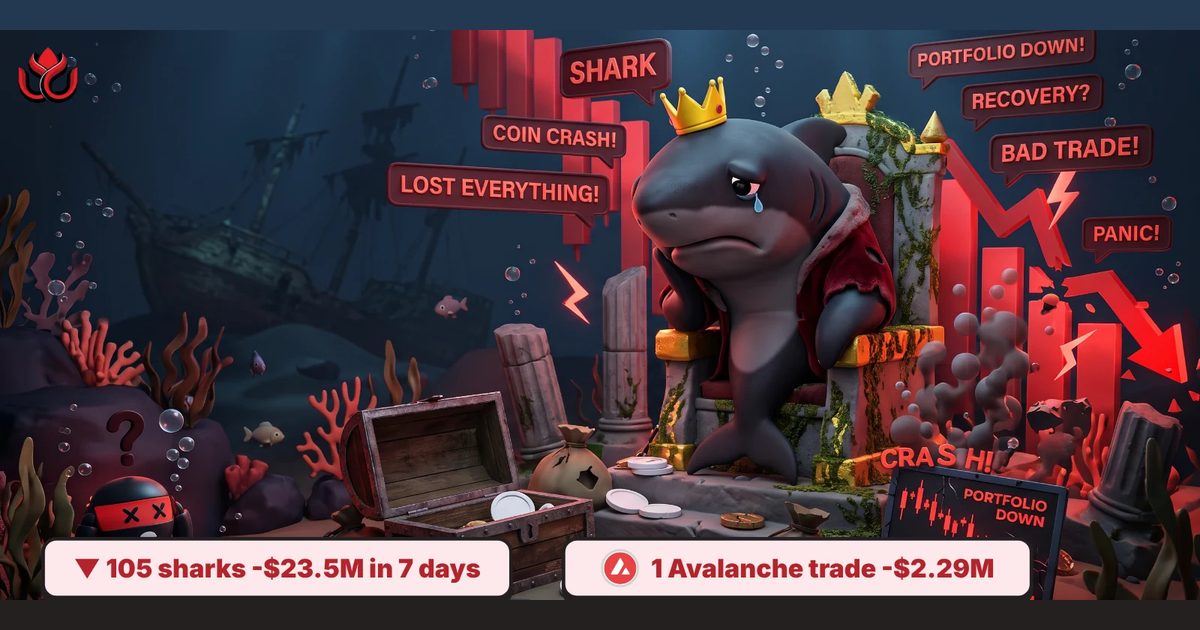 SHARK
COIN CRASH!
LOST EVERYTHING!
PORTFOLIO DOWN!
RECOVERY?
BAD TRADE!
PANIC!
?
CRASH!
PORTFOLIO
DOWN
▼ 105 sharks -$23.5M in 7 days
1 Avalanche trade -$2.29M